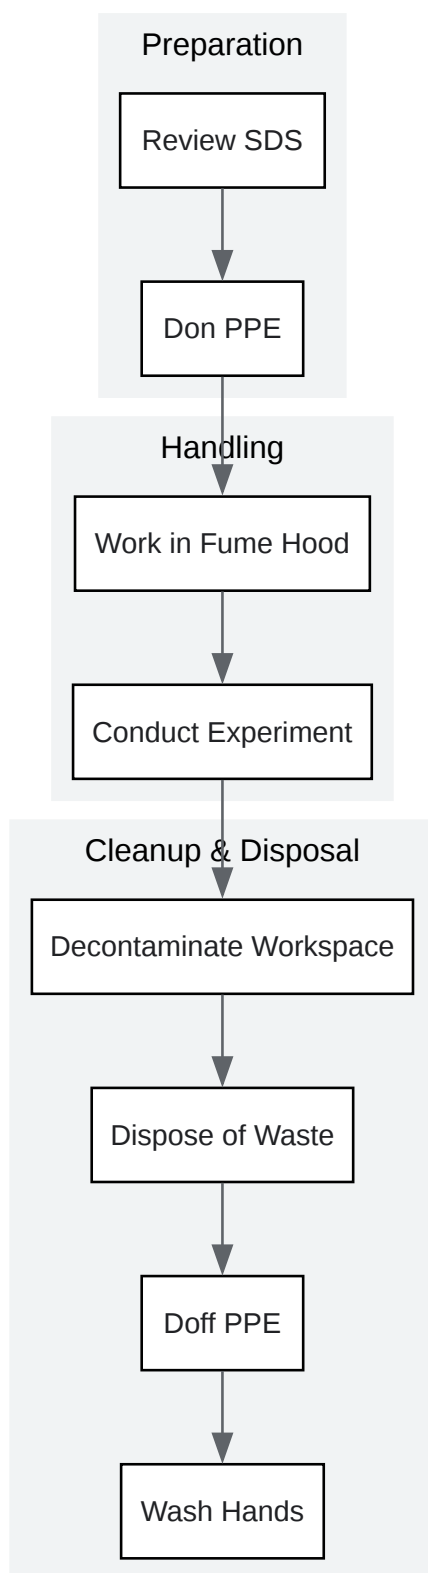 Preparation
Review SDS
Don PPE
Handling
Work in Fume Hood
Conduct Experiment
Cleanup & Disposal
Decontaminate Workspace
Dispose of Waste
Doff PPE
Wash Hands